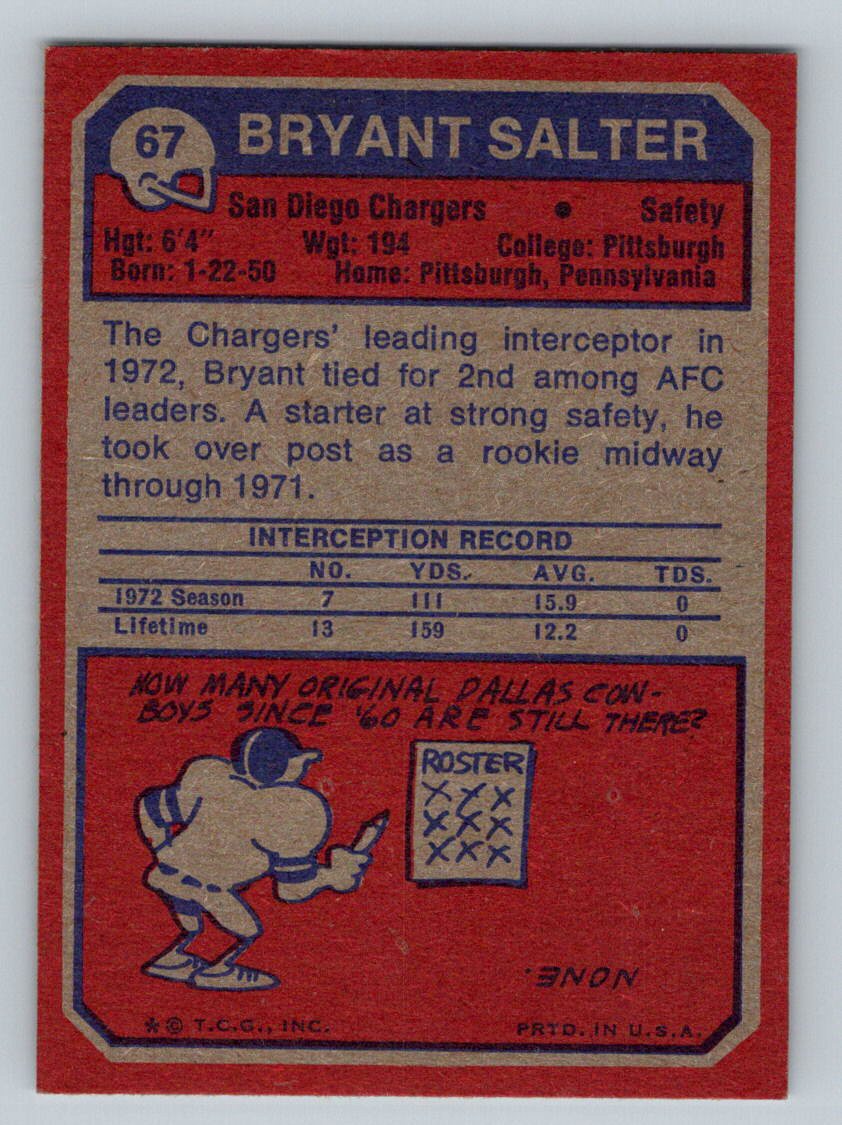 67
BRYANT SALTER
San Diego Chargers • Safety
Hgt: 6'4" Wgt: 194 College: Pittsburgh
Born: 1-22-50 Home: Pittsburgh, Pennsylvania
The Chargers' leading interceptor in
1972, Bryant tied for 2nd among AFC
leaders. A starter at strong safety, he
took over post as a rookie midway
through 1971.
INTERCEPTION RECORD
NO. YDS. AVG. TDS.
1972 Season 7 111 15.9 0
Lifetime 13 159 12.2 0
HOW MANY ORIGINAL DALLAS COW-
BOYS SINCE '60 ARE STILL THERE?
ROSTER
XXX
XXX
XXX
NONE.
* © T.C.G., INC. PRTD. IN U.S.A.